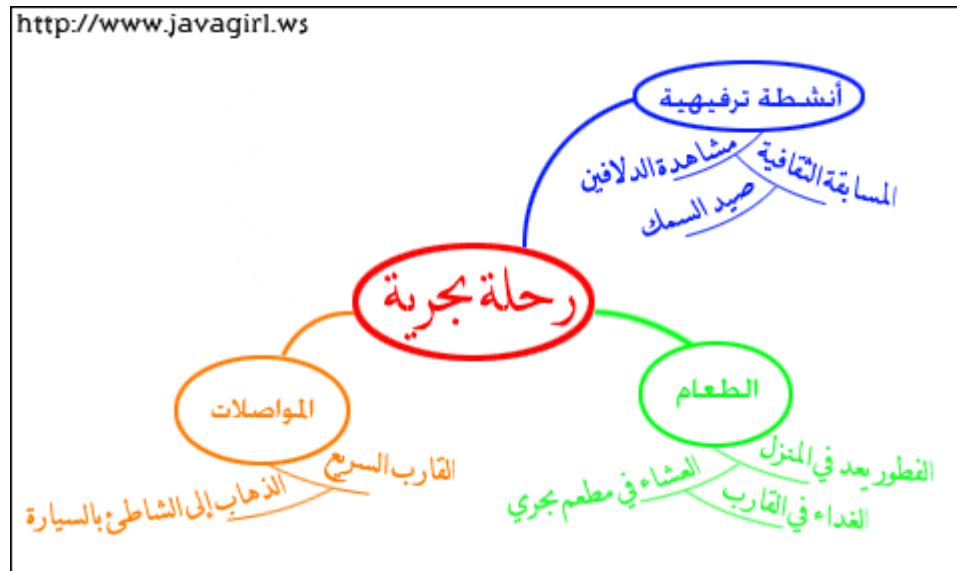 http://www.javagirl.ws
أنشطة ترفيهية
المسابقة الثقافية
مشاهدة الدلافين
صيد السمك
رحلة بحرية
الطعام
الفطور يعد في المنزل
العشاء في مطعم بحري
الغداء في القارب
المواصلات
القارب السريع
الذهاب إلى الشاطئ بالسيارة